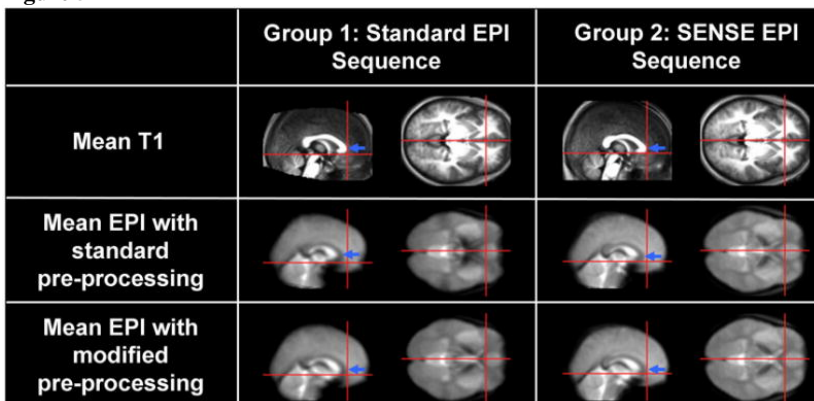 Group 1: Standard EPI
Sequence
Group 2: SENSE EPI
Sequence
Mean T1
Mean EPI with
standard
pre-processing
Mean EPI with
modified
pre-processing